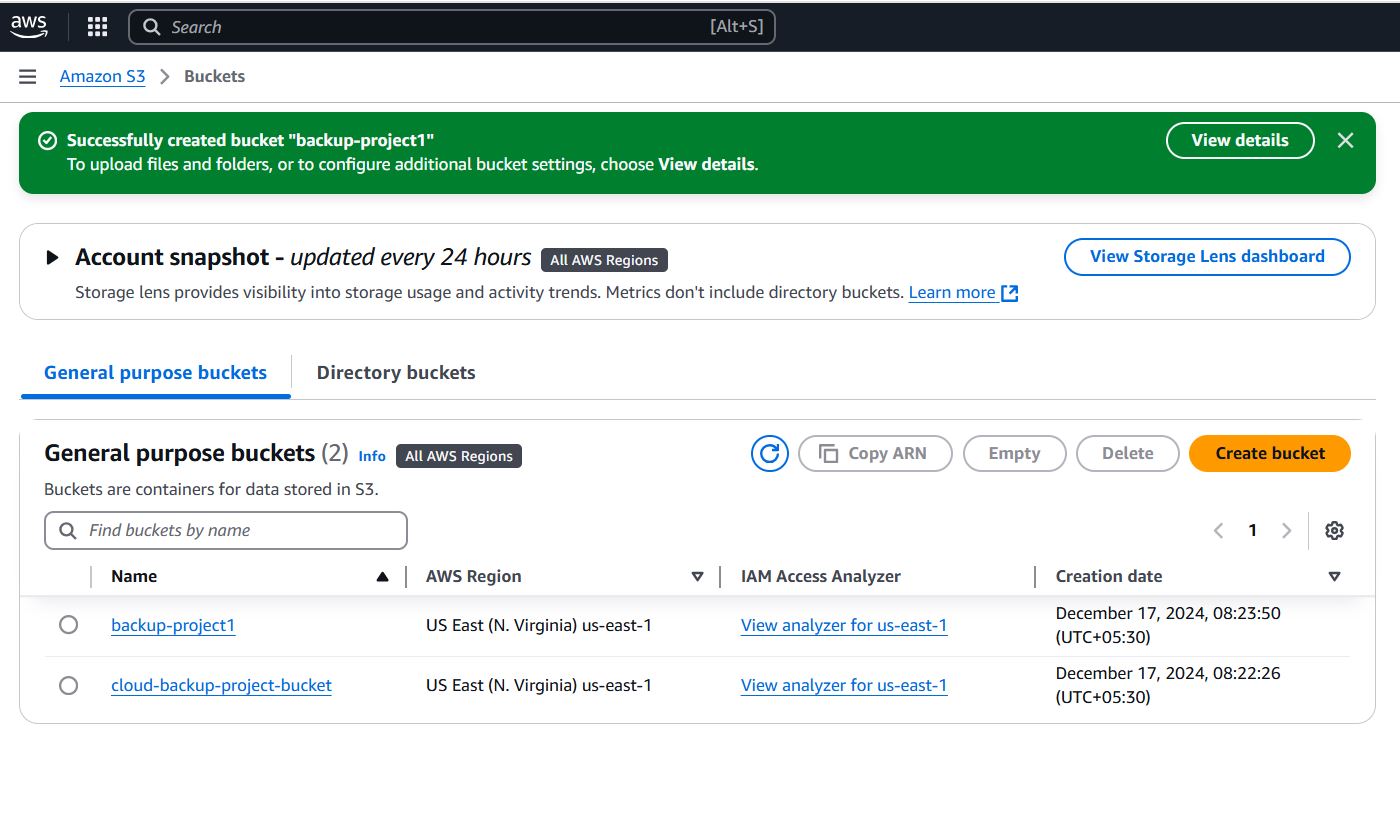 aws
Search [Alt+S]
Amazon S3 > Buckets
Successfully created bucket "backup-project1"
To upload files and folders, or to configure additional bucket settings, choose View details.
View details
Account snapshot - updated every 24 hours All AWS Regions
View Storage Lens dashboard
Storage lens provides visibility into storage usage and activity trends. Metrics don't include directory buckets. Learn more
General purpose buckets
Directory buckets
General purpose buckets (2) Info All AWS Regions
Copy ARN
Empty
Delete
Create bucket
Buckets are containers for data stored in S3.
Find buckets by name
1
Name AWS Region IAM Access Analyzer Creation date
backup-project1 US East (N. Virginia) us-east-1 View analyzer for us-east-1 December 17, 2024, 08:23:50
(UTC+05:30)
cloud-backup-project-bucket US East (N. Virginia) us-east-1 View analyzer for us-east-1 December 17, 2024, 08:22:26
(UTC+05:30)